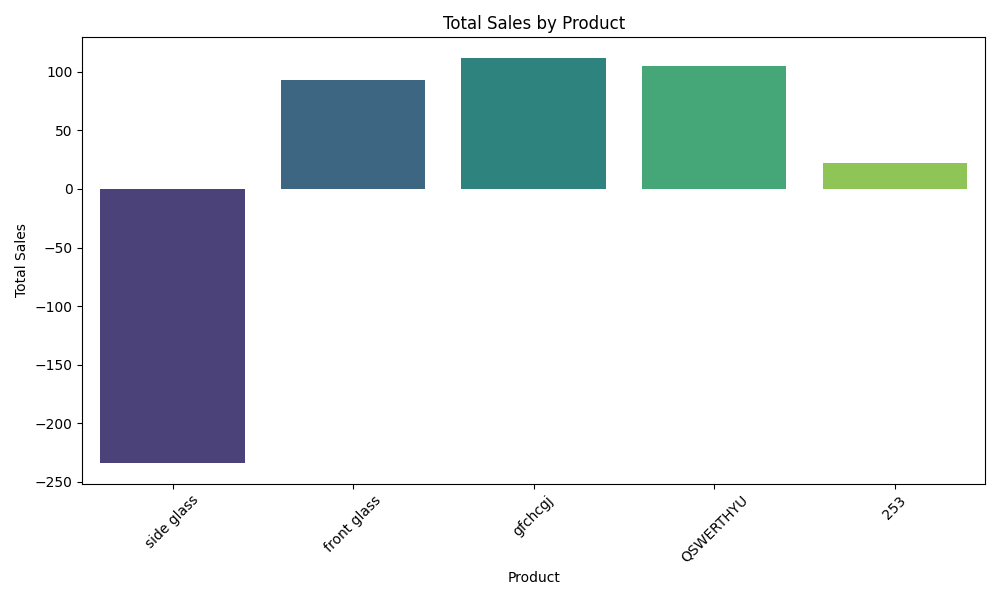 Total Sales by Product
Total Sales
100
50
0
−50
−100
−150
−200
−250
side glass
front glass
gfchcgj
QSWERTHYU
253
Product